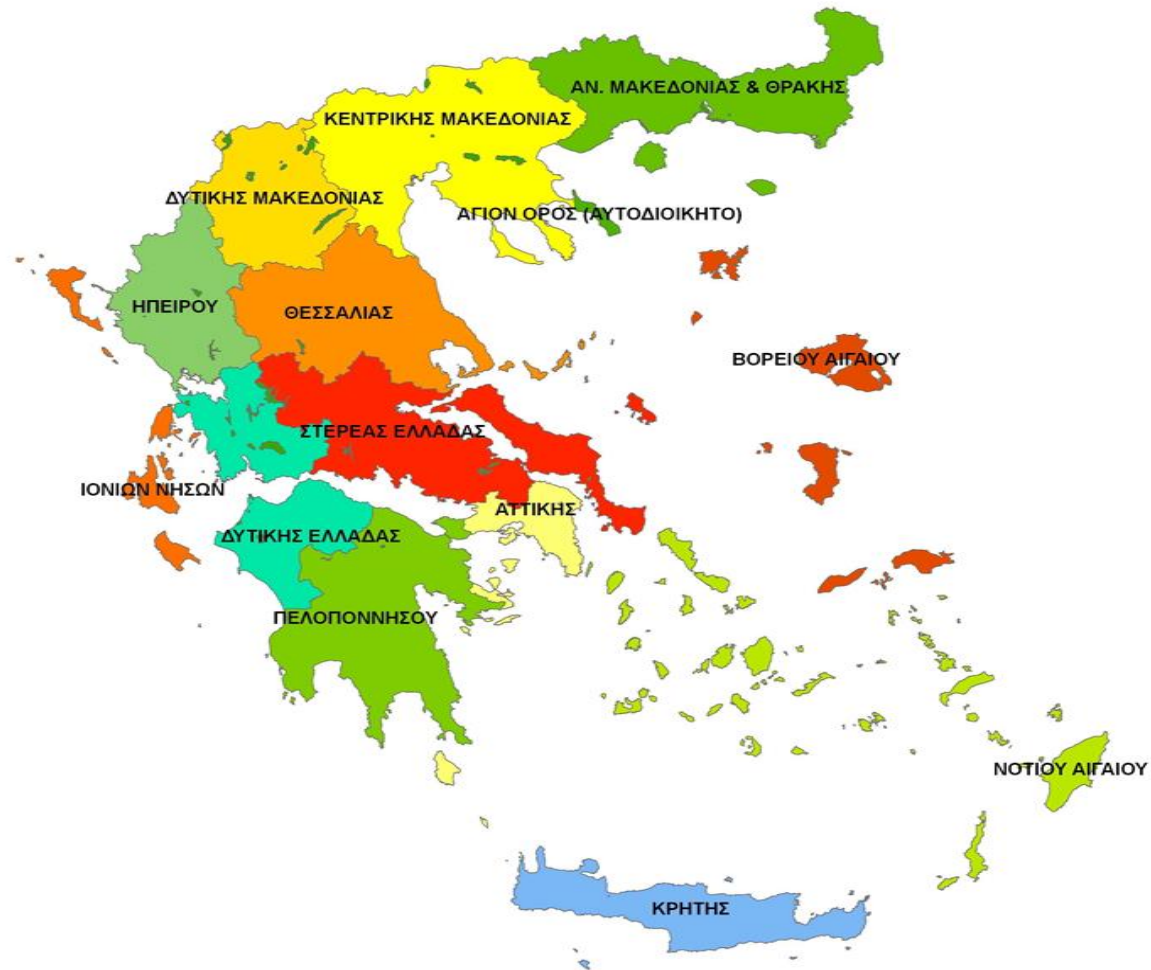 ΑΝ. ΜΑΚΕΔΟΝΙΑΣ & ΘΡΑΚΗΣ
ΚΕΝΤΡΙΚΗΣ ΜΑΚΕΔΟΝΙΑΣ
ΔΥΤΙΚΗΣ ΜΑΚΕΔΟΝΙΑΣ
ΑΓΙΟΝ ΟΡΟΣ (ΑΥΤΟΔΙΟΙΚΗΤΟ)
ΗΠΕΙΡΟΥ
ΘΕΣΣΑΛΙΑΣ
ΒΟΡΕΙΟΥ ΑΙΓΑΙΟΥ
ΣΤΕΡΕΑΣ ΕΛΛΑΔΑΣ
ΙΟΝΙΩΝ ΝΗΣΩΝ
ΑΤΤΙΚΗΣ
ΔΥΤΙΚΗΣ ΕΛΛΑΔΑΣ
ΠΕΛΟΠΟΝΝΗΣΟΥ
ΝΟΤΙΟΥ ΑΙΓΑΙΟΥ
ΚΡΗΤΗΣ